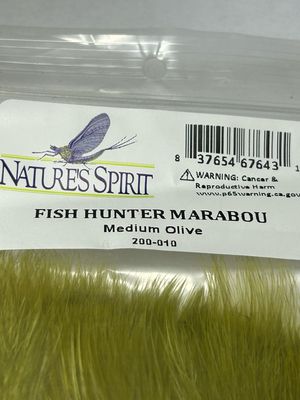 8 37654 67643 1
WARNING: Cancer &
Reproductive Harm
www.p65warning.ca.gov
NATURE'S SPIRIT
FISH HUNTER MARABOU
Medium Olive
200-010